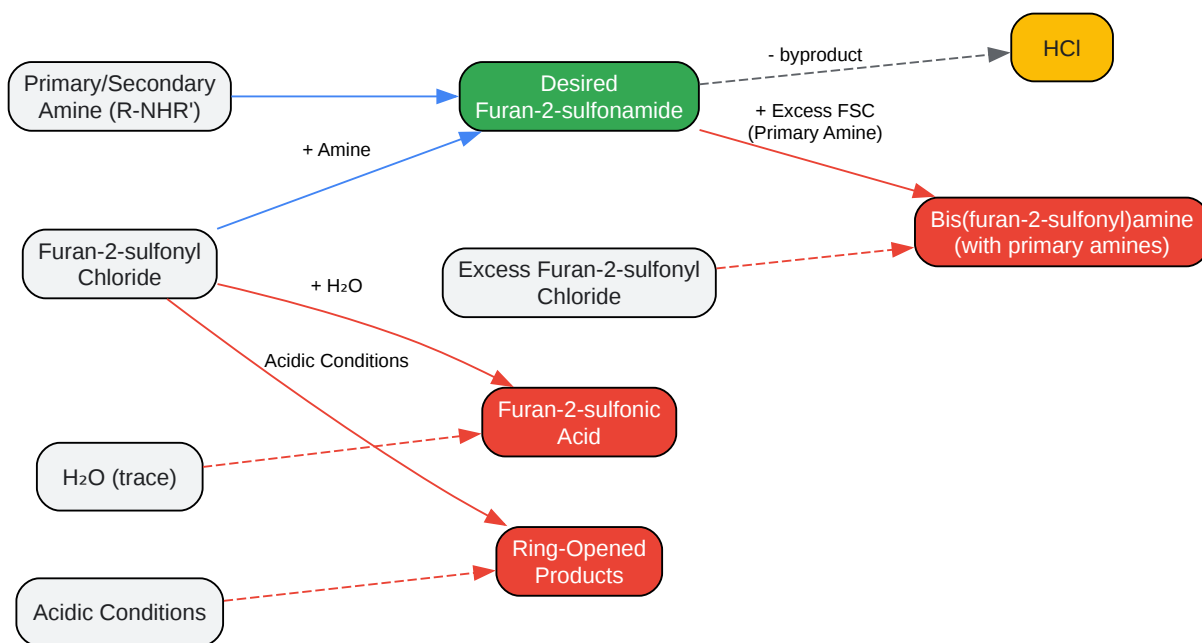 HCl
- byproduct
Primary/Secondary
Amine (R-NHR')
Desired
Furan-2-sulfonamide
+ Excess FSC
(Primary Amine)
+ Amine
Bis(furan-2-sulfonyl)amine
(with primary amines)
Furan-2-sulfonyl
Chloride
Excess Furan-2-sulfonyl
Chloride
+ H₂O
Acidic Conditions
Furan-2-sulfonic
Acid
H₂O (trace)
Ring-Opened
Products
Acidic Conditions